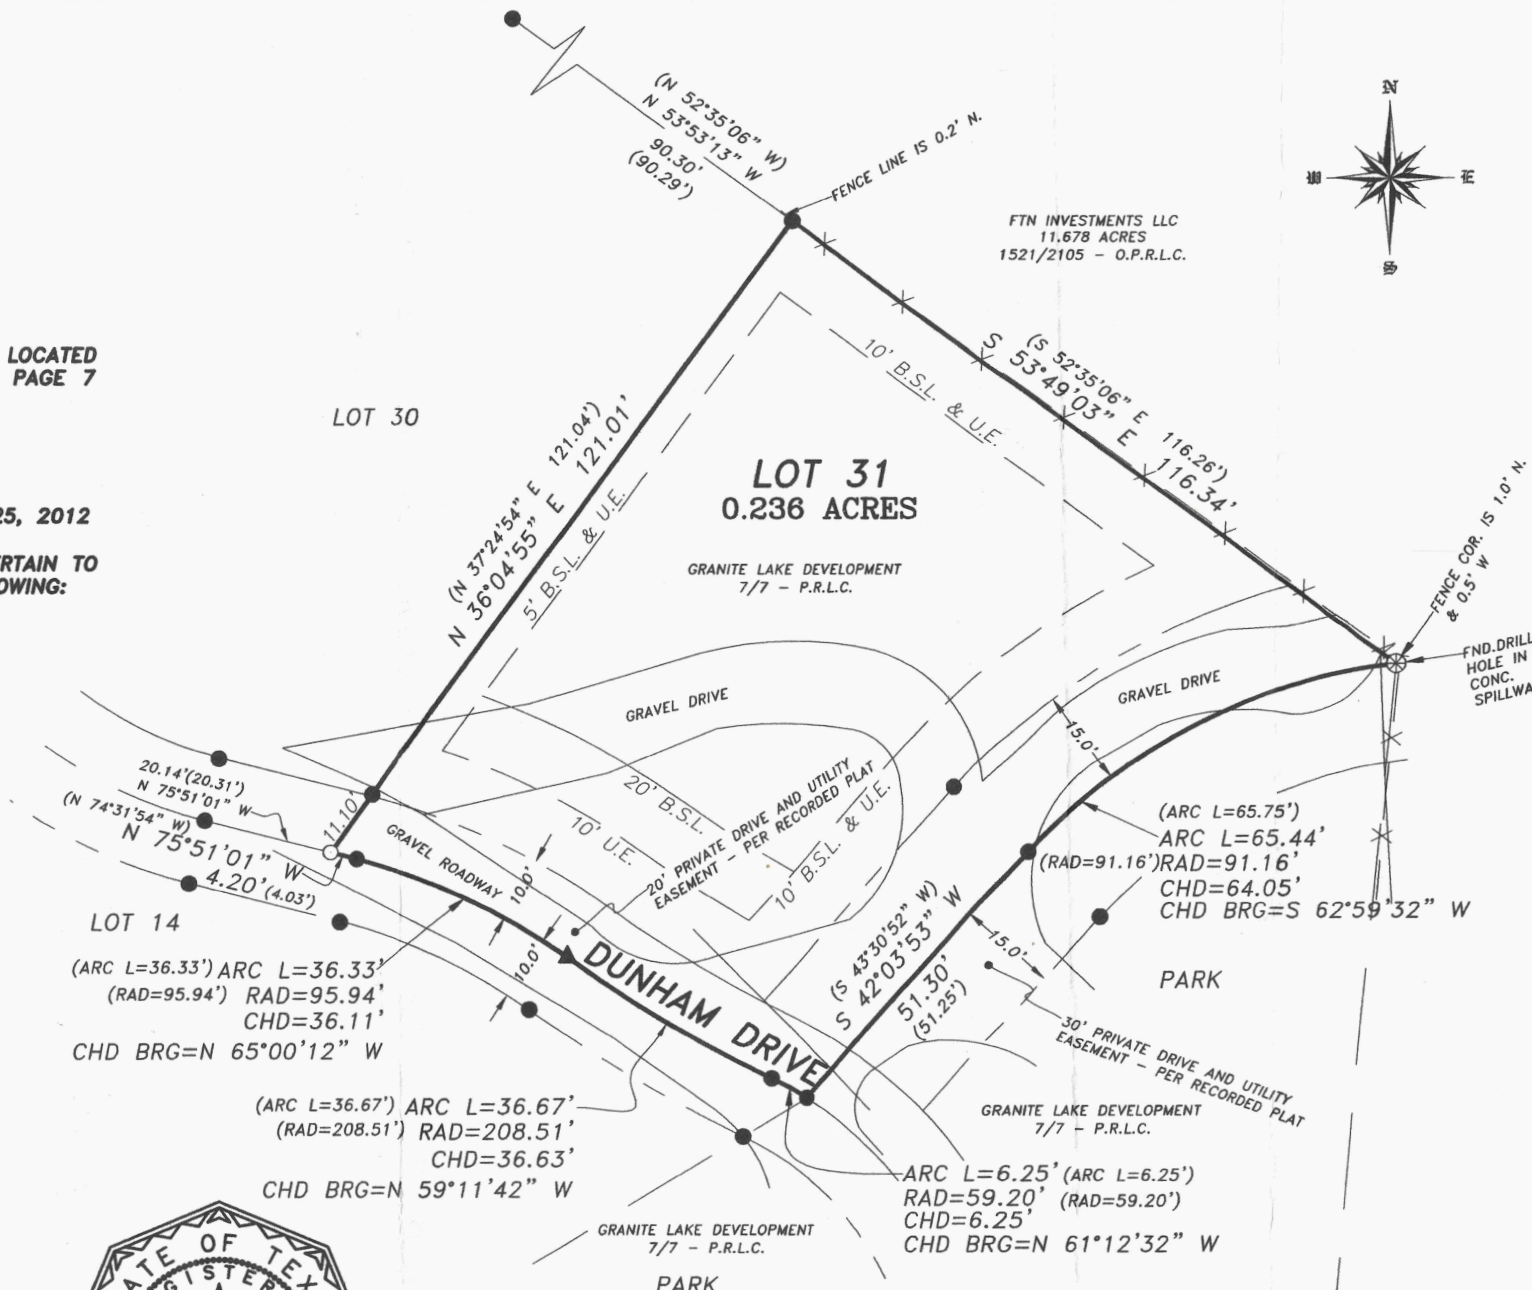 (N 52°35'06" W)
N 53°53'13" W
90.30'
(90.29')
FENCE LINE IS 0.2' N.
N
W
E
S
FTN INVESTMENTS LLC
11.678 ACRES
1521/2105 - O.P.R.L.C.
LOCATED
PAGE 7
LOT 30
25, 2012
OWING:
(S 52°35'06" E 116.26')
S 53°49'03" E 116.34'
10' B.S.L. & U.E.
(N 37°24'54" E 121.04')
N 36°04'55" E 121.01'
5' B.S.L. & U.E.
LOT 31
0.236 ACRES
GRANITE LAKE DEVELOPMENT
7/7 - P.R.L.C.
FENCE COR. IS 1.0' N.
& 0.5' W
FND.DRILL
HOLE IN
CONC.
GRAVEL DRIVE
GRAVEL DRIVE
15.0'
20.14'(20.31')
N 75°51'01" W
(N 74°31'54" W)
N 75°51'01" W
4.20'(4.03')
11.10'
GRAVEL ROADWAY
20' B.S.L.
10' U.E.
20' PRIVATE DRIVE AND UTILITY
EASEMENT - PER RECORDED PLAT
10' B.S.L. & U.E.
10.0'
10.0'
(ARC L=65.75')
ARC L=65.44'
(RAD=91.16')RAD=91.16'
CHD=64.05'
CHD BRG=S 62°59'32" W
LOT 14
(ARC L=36.33') ARC L=36.33'
(RAD=95.94') RAD=95.94'
CHD=36.11'
CHD BRG=N 65°00'12" W
DUNHAM DRIVE
(S 43°30'52" W)
S 42°03'53" W
51.30'
(51.25')
15.0'
PARK
30' PRIVATE DRIVE AND UTILITY
EASEMENT - PER RECORDED PLAT
(ARC L=36.67') ARC L=36.67'
(RAD=208.51') RAD=208.51'
CHD=36.63'
CHD BRG=N 59°11'42" W
GRANITE LAKE DEVELOPMENT
7/7 - P.R.L.C.
ARC L=6.25' (ARC L=6.25')
RAD=59.20' (RAD=59.20')
CHD=6.25'
CHD BRG=N 61°12'32" W
GRANITE LAKE DEVELOPMENT
7/7 - P.R.L.C.
PARK
OF